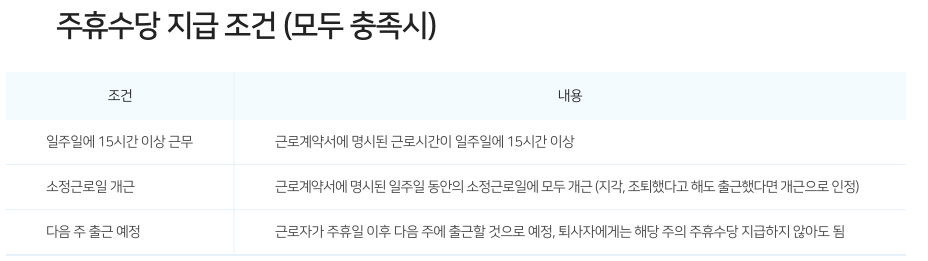 주휴수당 지급 조건 (모두 충족시)
조건 내용
일주일에 15시간 이상 근무 근로계약서에 명시된 근로시간이 일주일에 15시간 이상
소정근로일 개근 근로계약서에 명시된 일주일 동안의 소정근로일에 모두 개근 (지각, 조퇴했다고 해도 출근했다면 개근으로 인정)
다음 주 출근 예정 근로자가 주휴일 이후 다음 주에 출근할 것으로 예정, 퇴사자에게는 해당 주의 주휴수당 지급하지 않아도 됨